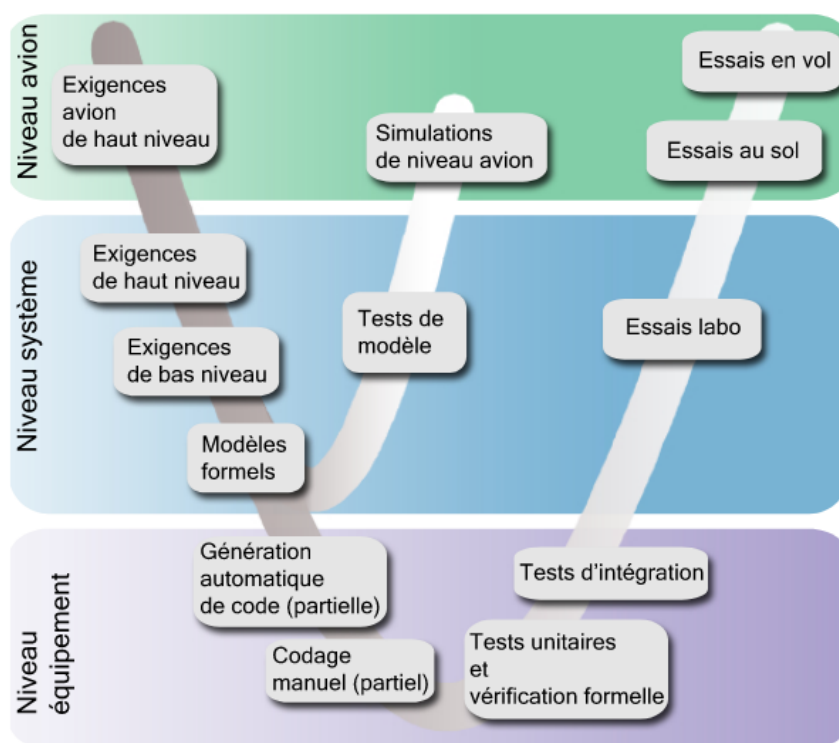 Niveau avion
Exigences
avion
de haut niveau
Simulations
de niveau avion
Essais en vol
Essais au sol
Niveau système
Exigences
de haut niveau
Exigences
de bas niveau
Modèles
formels
Tests de
modèle
Essais labo
Niveau
équipement
Génération
automatique
de code (partielle)
Codage
manuel (partiel)
Tests d'intégration
Tests unitaires
et
vérification formelle